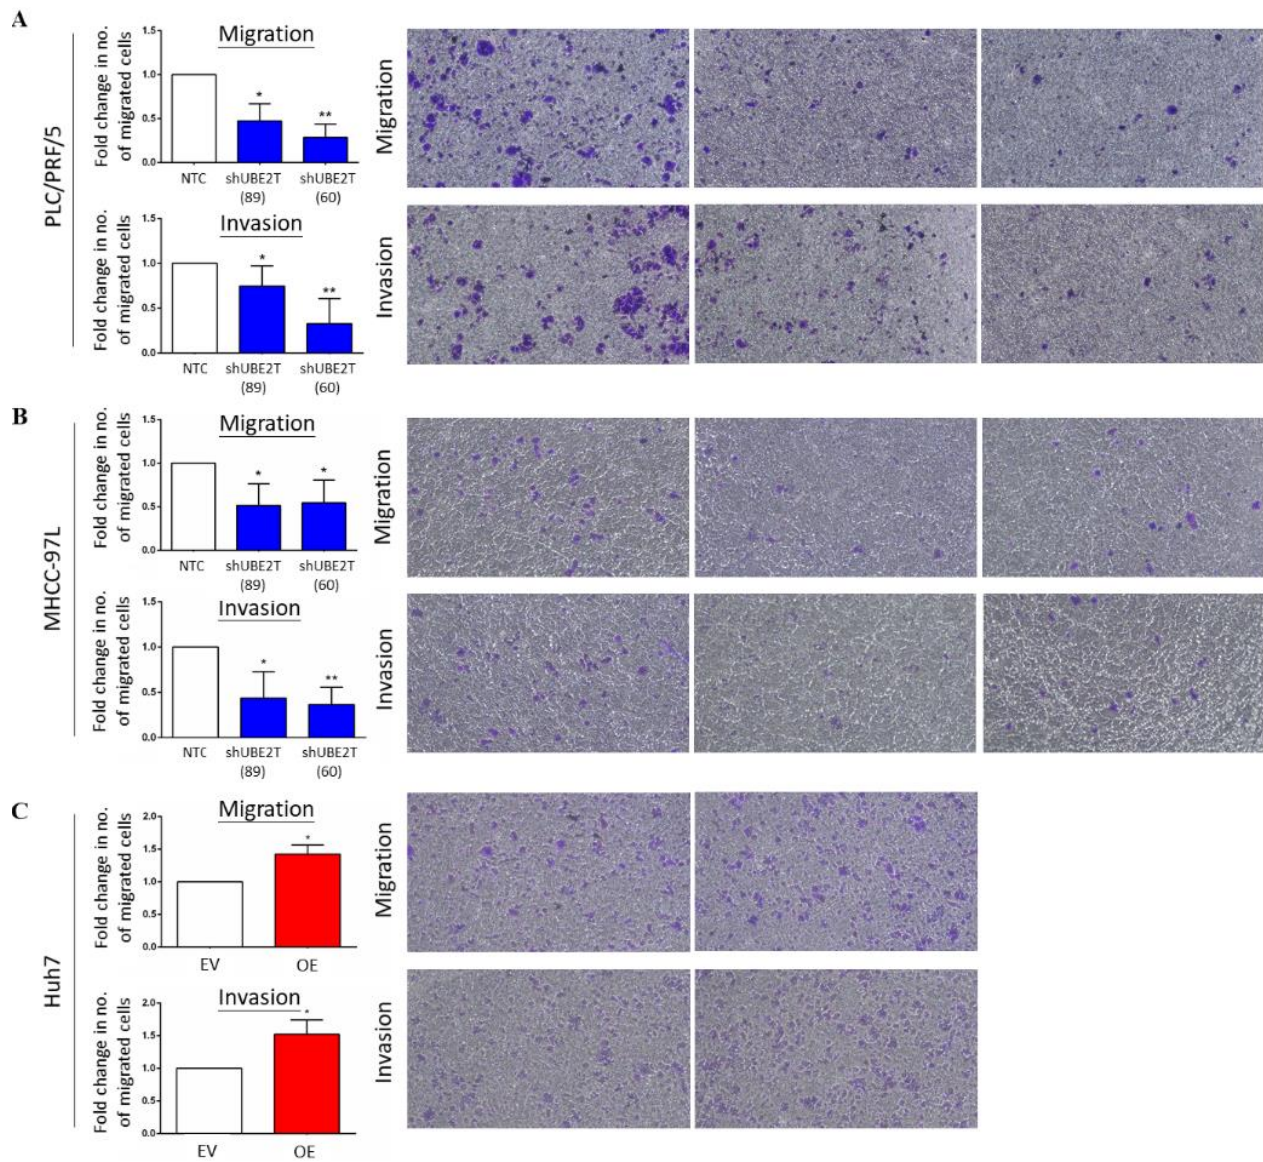 A
PLC/PRF/5
Migration
Fold change in no.
of migrated cells
1.5
1.0
0.5
0.0
*
**
NTC
shUBE2T
(89)
shUBE2T
(60)
Migration
Invasion
Fold change in no.
of migrated cells
1.5
1.0
0.5
0.0
*
**
NTC
shUBE2T
(89)
shUBE2T
(60)
Invasion
B
MHCC-97L
Migration
Fold change in no.
of migrated cells
1.5
1.0
0.5
0.0
*
*
NTC
shUBE2T
(89)
shUBE2T
(60)
Migration
Invasion
Fold change in no.
of migrated cells
1.5
1.0
0.5
0.0
*
**
NTC
shUBE2T
(89)
shUBE2T
(60)
Invasion
C
Huh7
Migration
Fold change in no.
of migrated cells
2.0
1.5
1.0
0.5
0.0
*
EV
OE
Migration
Invasion
Fold change in no.
of migrated cells
2.0
1.5
1.0
0.5
0.0
*
EV
OE
Invasion